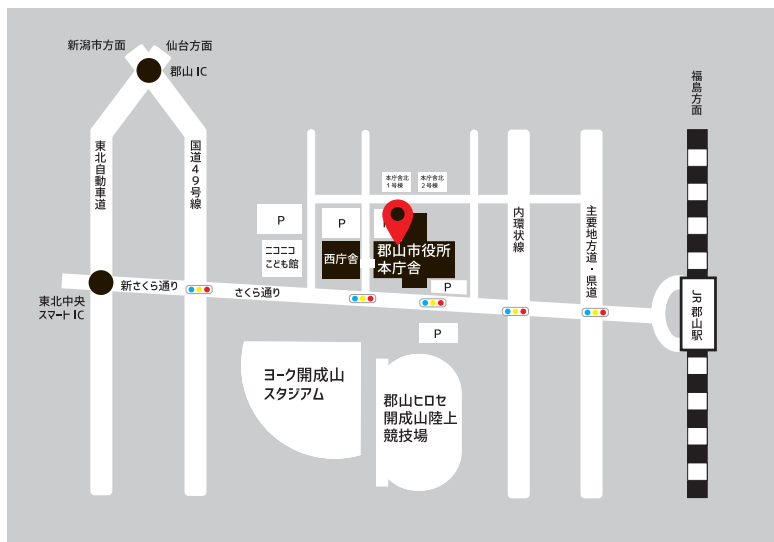 新潟市方面
仙台方面
郡山 IC
福島方面
東北自動車道
国道49号線
本庁舎北
1号棟
本庁舎北
2号棟
P
P
P
内環状線
主要地方道・県道
ニコニコ
こども館
西庁舎
郡山市役所
本庁舎
P
新さくら通り
さくら通り
東北中央
スマート IC
JR郡山駅
P
ヨーク開成山
スタジアム
郡山ヒロセ
開成山陸上
競技場